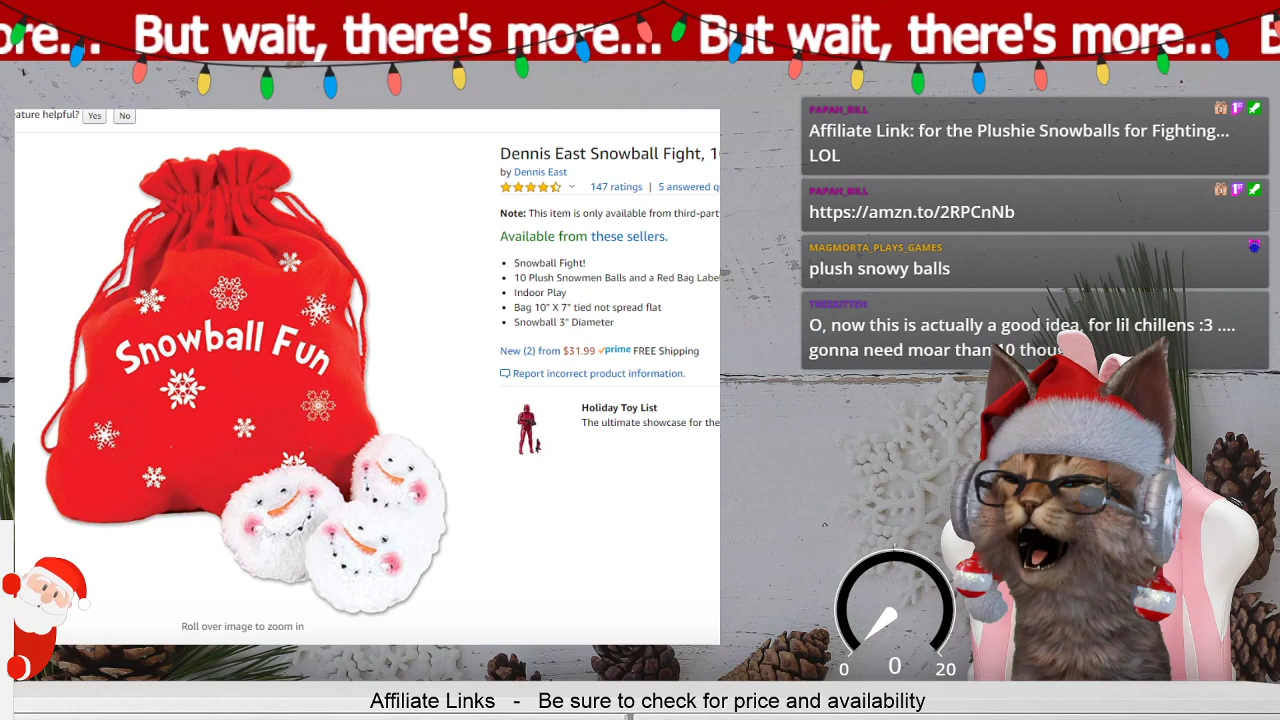 ore... But wait, there's more... But wait, there's more...
ature helpful? Yes No
Snowball Fun
Roll over image to zoom in
Dennis East Snowball Fight, 1
by Dennis East
147 ratings | 5 answered q
Note: This item is only available from third-part
Available from these sellers.
Snowball Fight!
10 Plush Snowmen Balls and a Red Bag Labe
Indoor Play
Bag 10" X 7" tied not spread flat
Snowball 3" Diameter
New (2) from $31.99 prime FREE Shipping
Report incorrect product information.
Holiday Toy List
The ultimate showcase for the
PAPAH_BILL
Affiliate Link: for the Plushie Snowballs for Fighting...
LOL
PAPAH_BILL
https://amzn.to/2RPCnNb
MAGMORTA_PLAYS_GAMES
plush snowy balls
O, now this is actually a good idea, for lil chillens :3 ....
gonna need moar than 10 thou
0 0 20
Affiliate Links - Be sure to check for price and availability